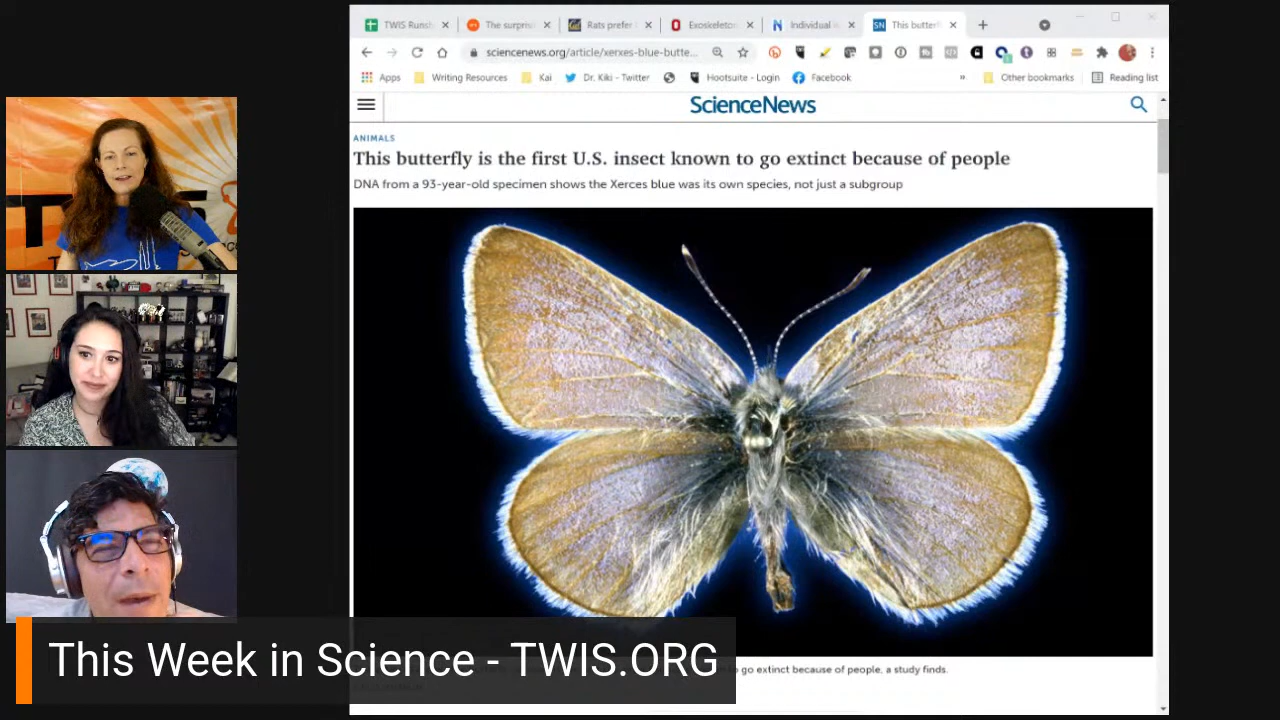 TWIS Runsh
The surpris
Rats prefer
Exoskeleton
Individual
This butterf
sciencenews.org/article/xerxes-blue-butte...
Apps
Writing Resources
Kai
Dr. Kiki - Twitter
Hootsuite - Login
Facebook
»
Other bookmarks
Reading list
ScienceNews
ANIMALS
This butterfly is the first U.S. insect known to go extinct because of people
DNA from a 93-year-old specimen shows the Xerces blue was its own species, not just a subgroup
This Week in Science - TWIS.ORG
go extinct because of people, a study finds.